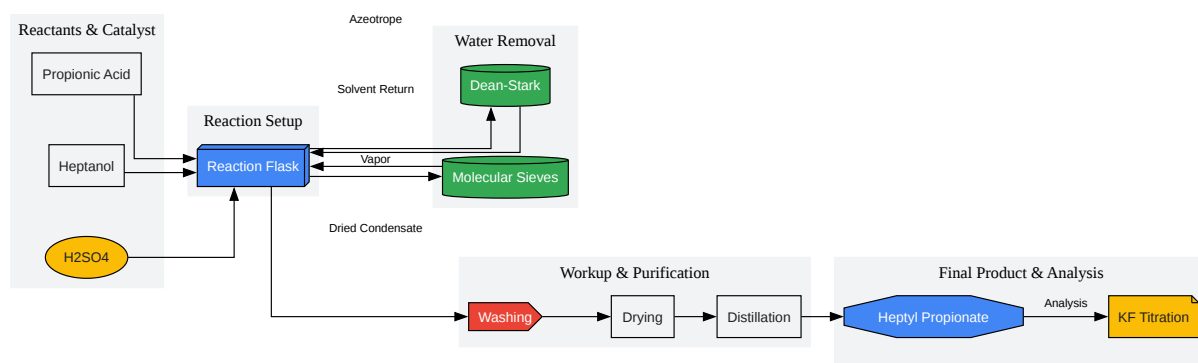 Azeotrope
Reactants & Catalyst
Water Removal
Propionic Acid
Dean-Stark
Solvent Return
Reaction Setup
Heptanol
Reaction Flask
Vapor
Molecular Sieves
Dried Condensate
H2SO4
Workup & Purification
Final Product & Analysis
Washing
Drying
Distillation
Heptyl Propionate
Analysis
KF Titration